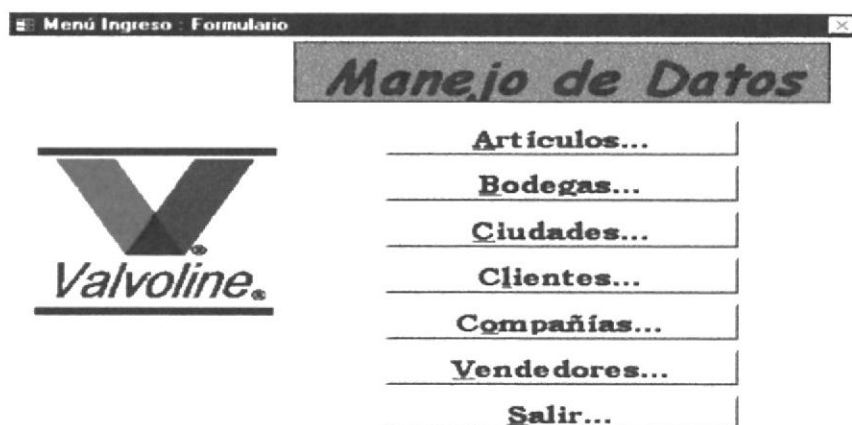 Menú Ingreso : Formulario
Manejo de Datos
Artículos...
Bodegas...
Ciudades...
Clientes...
Compañías...
Vendedores...
Salir...
Valvoline®